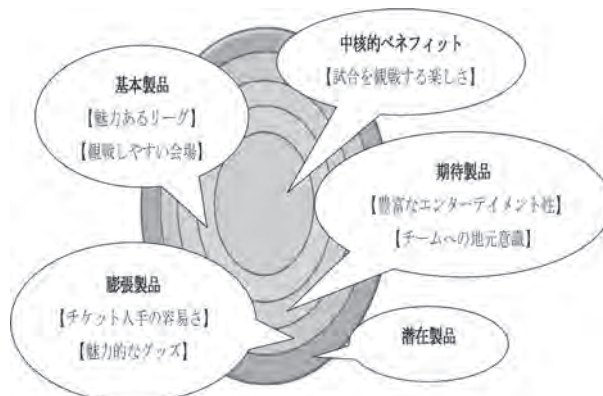 中核的ベネフィット
【試合を観戦する楽しさ】
基本製品
【魅力あるリーグ】
【観戦しやすい会場】
期待製品
【豊富なエンターテイメント性】
【チームへの地元意識】
膨張製品
【チケット入手の容易さ】
【魅力的なグッズ】
潜在製品